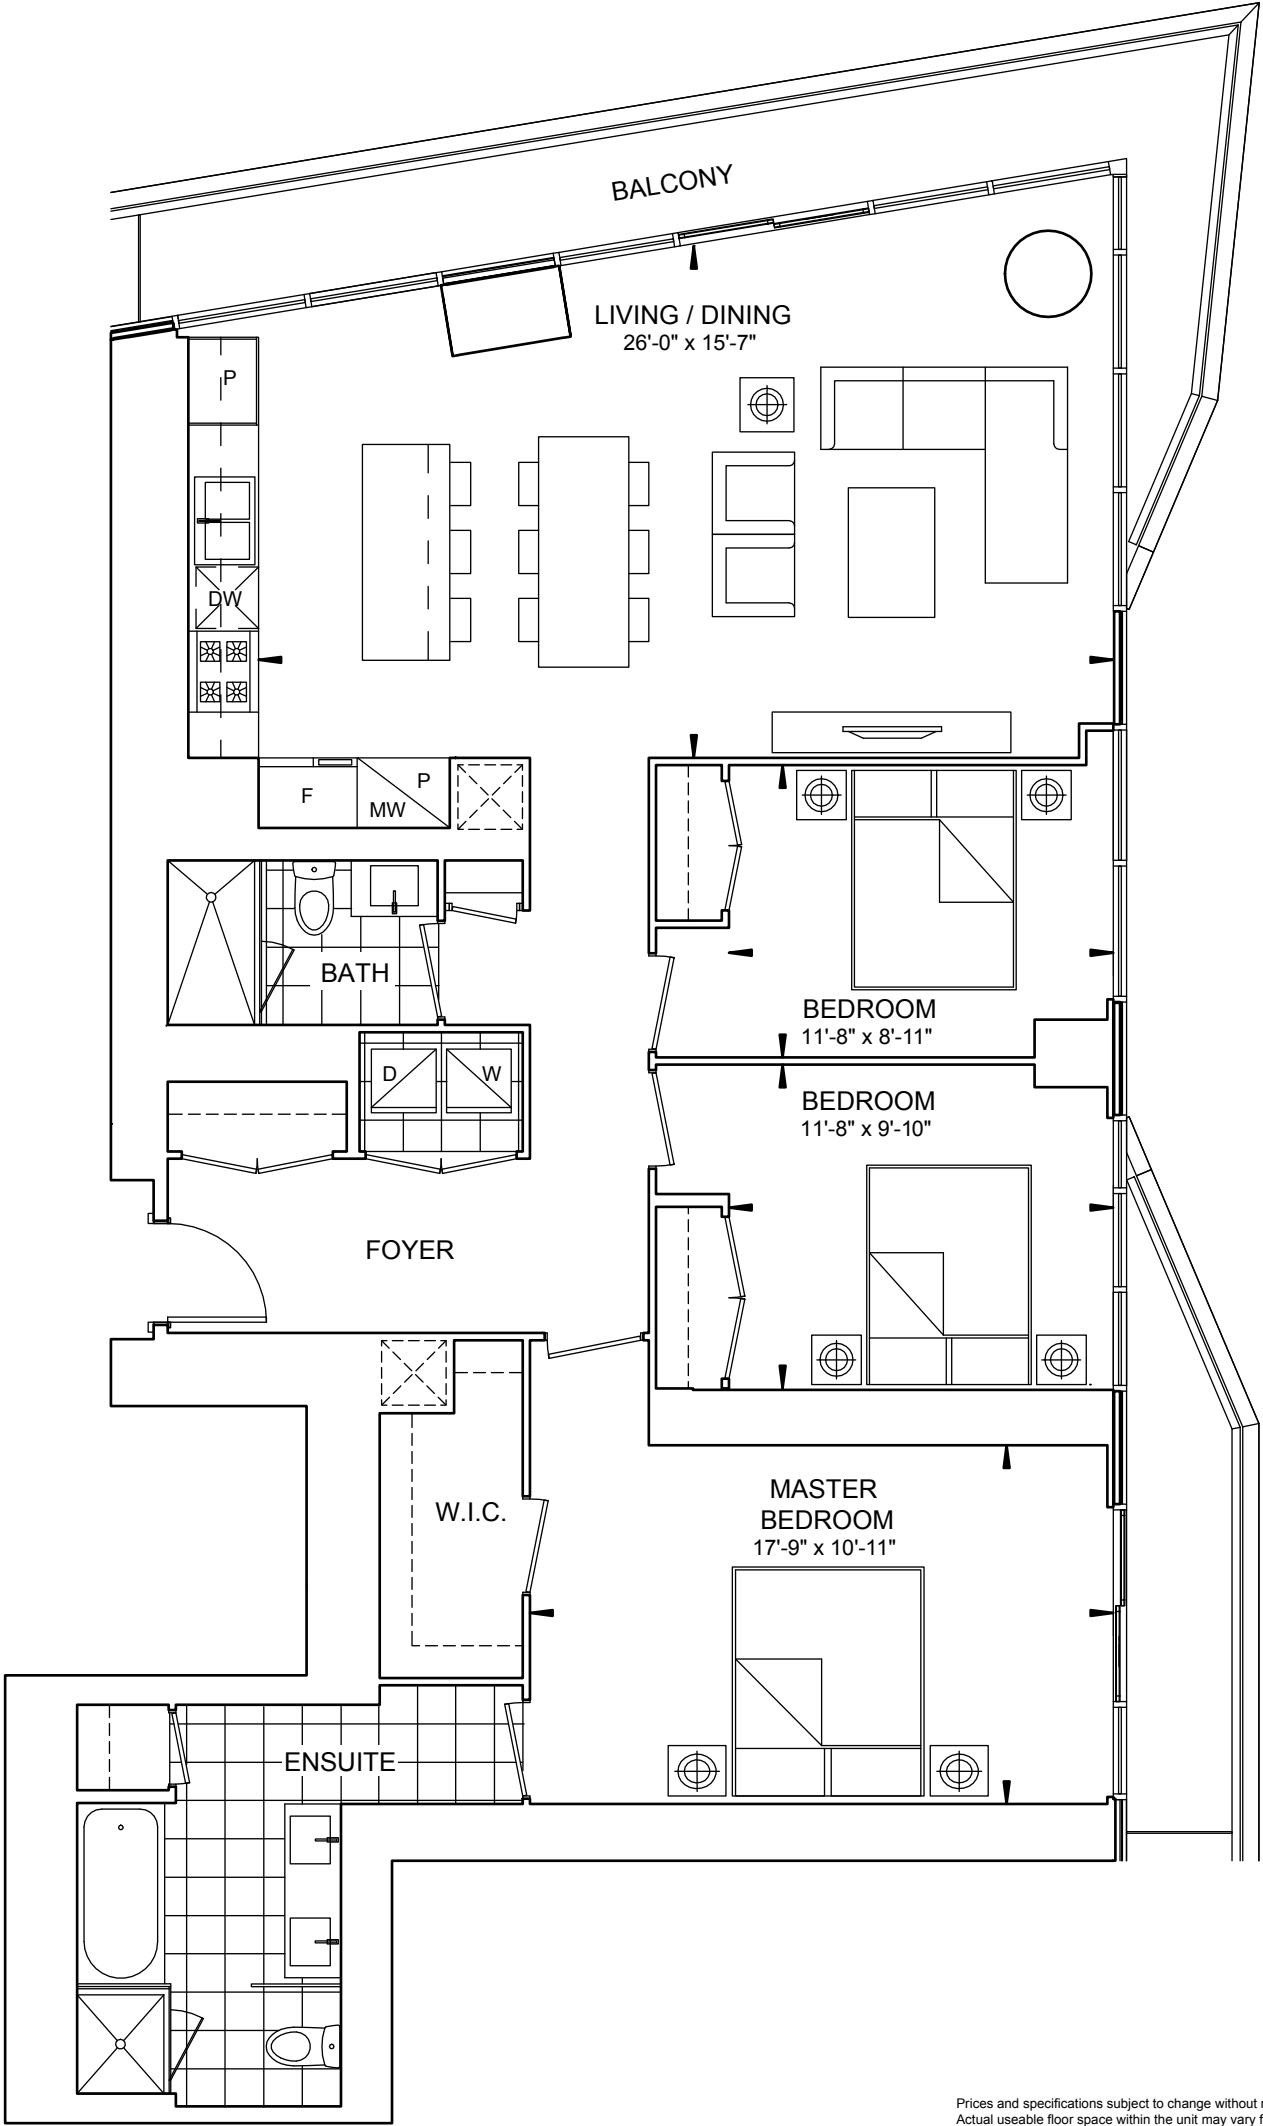 BALCONY
LIVING / DINING
26'-0" x 15'-7"
P
DW
F
MW
P
BATH
BEDROOM
11'-8" x 8'-11"
D
W
BEDROOM
11'-8" x 9'-10"
FOYER
MASTER
BEDROOM
17'-9" x 10'-11"
W.I.C.
ENSUITE
Prices and specifications subject to change without
Actual useable floor space within the unit may vary